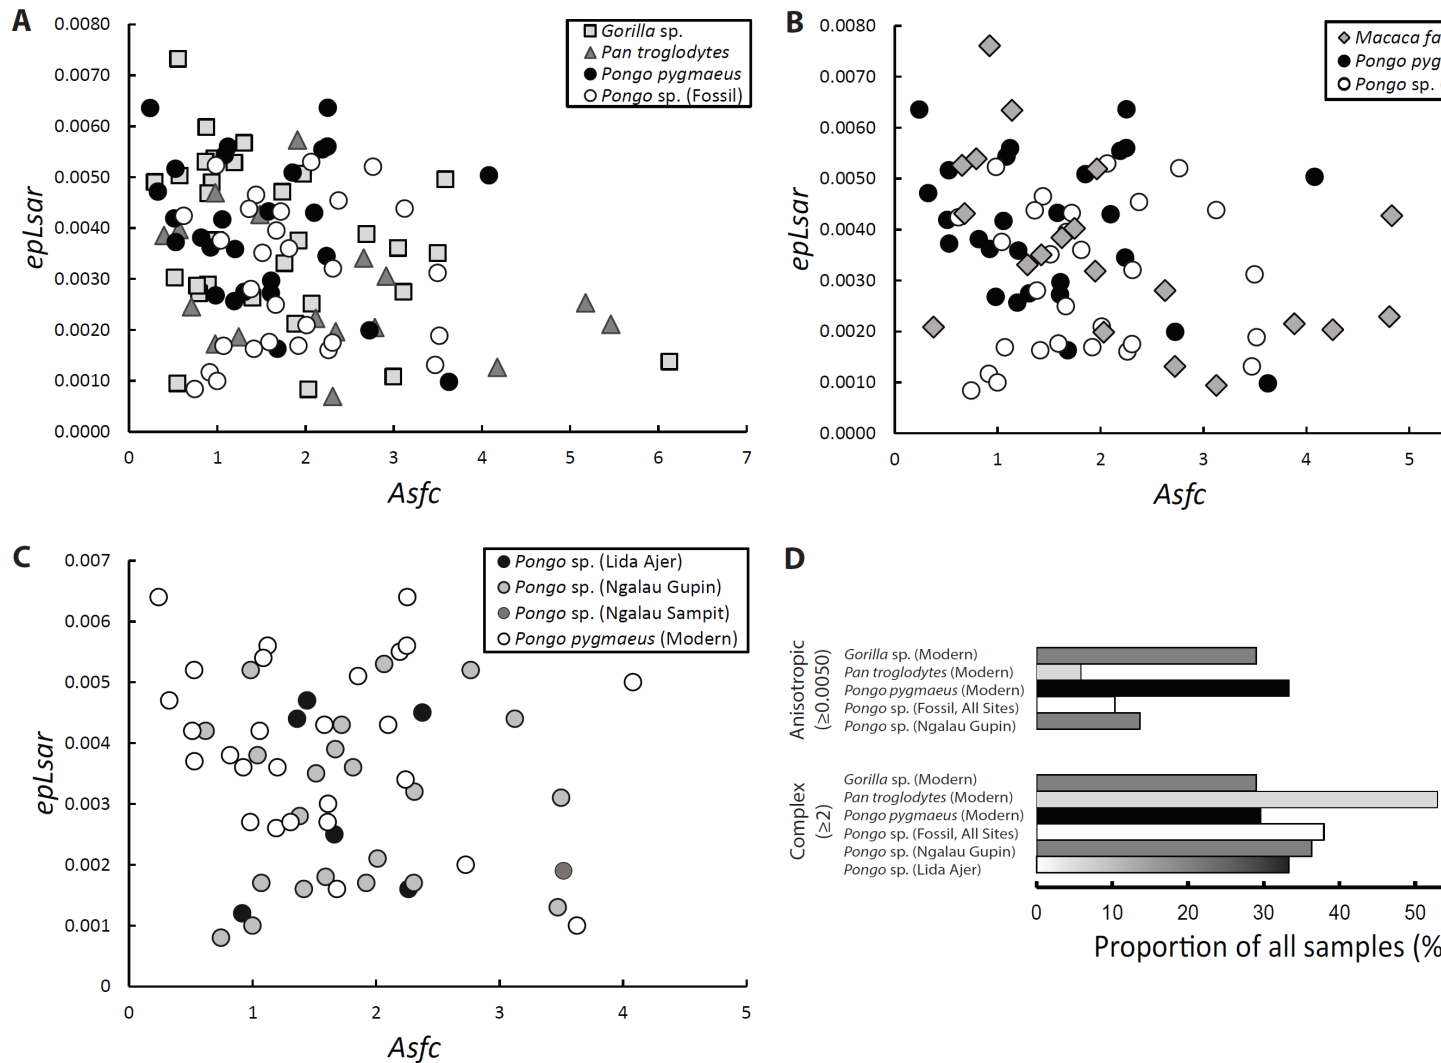 A
0.0080
0.0070
0.0060
0.0050
0.0040
0.0030
0.0020
0.0010
0.0000
epLsar
0 1 2 3 4 5 6 7
Asfc
Gorilla sp.
Pan troglodytes
Pongo pygmaeus
Pongo sp. (Fossil)
B
0.0080
0.0070
0.0060
0.0050
0.0040
0.0030
0.0020
0.0010
0.0000
epLsar
0 1 2 3 4 5
Asfc
Macaca fa
Pongo pyg
Pongo sp. (
C
0.007
0.006
0.005
0.004
0.003
0.002
0.001
0
epLsar
0 1 2 3 4 5
Asfc
Pongo sp. (Lida Ajer)
Pongo sp. (Ngalau Gupin)
Pongo sp. (Ngalau Sampit)
Pongo pygmaeus (Modern)
D
Anisotropic
(≥0.0050)
Gorilla sp. (Modern)
Pan troglodytes (Modern)
Pongo pygmaeus (Modern)
Pongo sp. (Fossil, All Sites)
Pongo sp. (Ngalau Gupin)
Complex
(≥2)
Gorilla sp. (Modern)
Pan troglodytes (Modern)
Pongo pygmaeus (Modern)
Pongo sp. (Fossil, All Sites)
Pongo sp. (Ngalau Gupin)
Pongo sp. (Lida Ajer)
0 10 20 30 40 50
Proportion of all samples (%